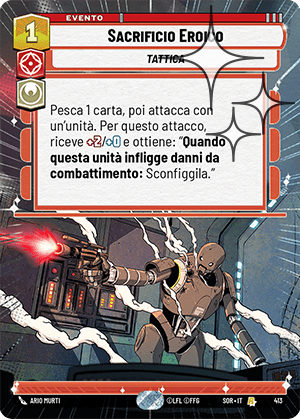 EVENTO
1
Sacrificio Eroico
TATTICA
Pesca 1 carta, poi attacca con
un'unità. Per questo attacco,
riceve +2/+0 e ottiene: "Quando
questa unità infligge danni da
combattimento: Sconfiggila."
ARIO MURTI
©LFL ©FFG
SOR • IT
413